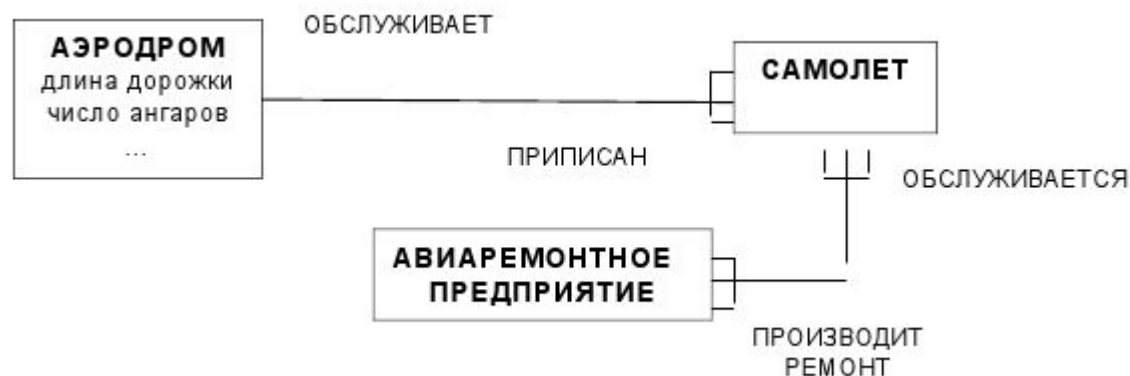 ОБСЛУЖИВАЕТ
АЭРОДРОМ
длина дорожки
число ангаров
...
САМОЛЕТ
ПРИПИСАН
ОБСЛУЖИВАЕТСЯ
АВИАРЕМОНТНОЕ
ПРЕДПРИЯТИЕ
ПРОИЗВОДИТ
РЕМОНТ